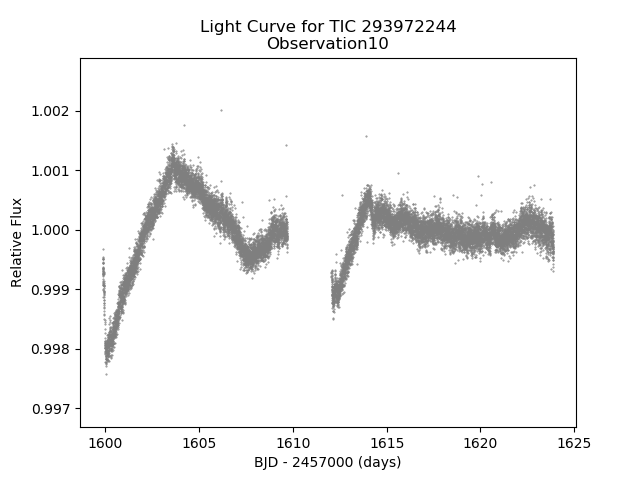 Light Curve for TIC 293972244
Observation10
Relative Flux
1.002
1.001
1.000
0.999
0.998
0.997
1600 1605 1610 1615 1620 1625
BJD - 2457000 (days)